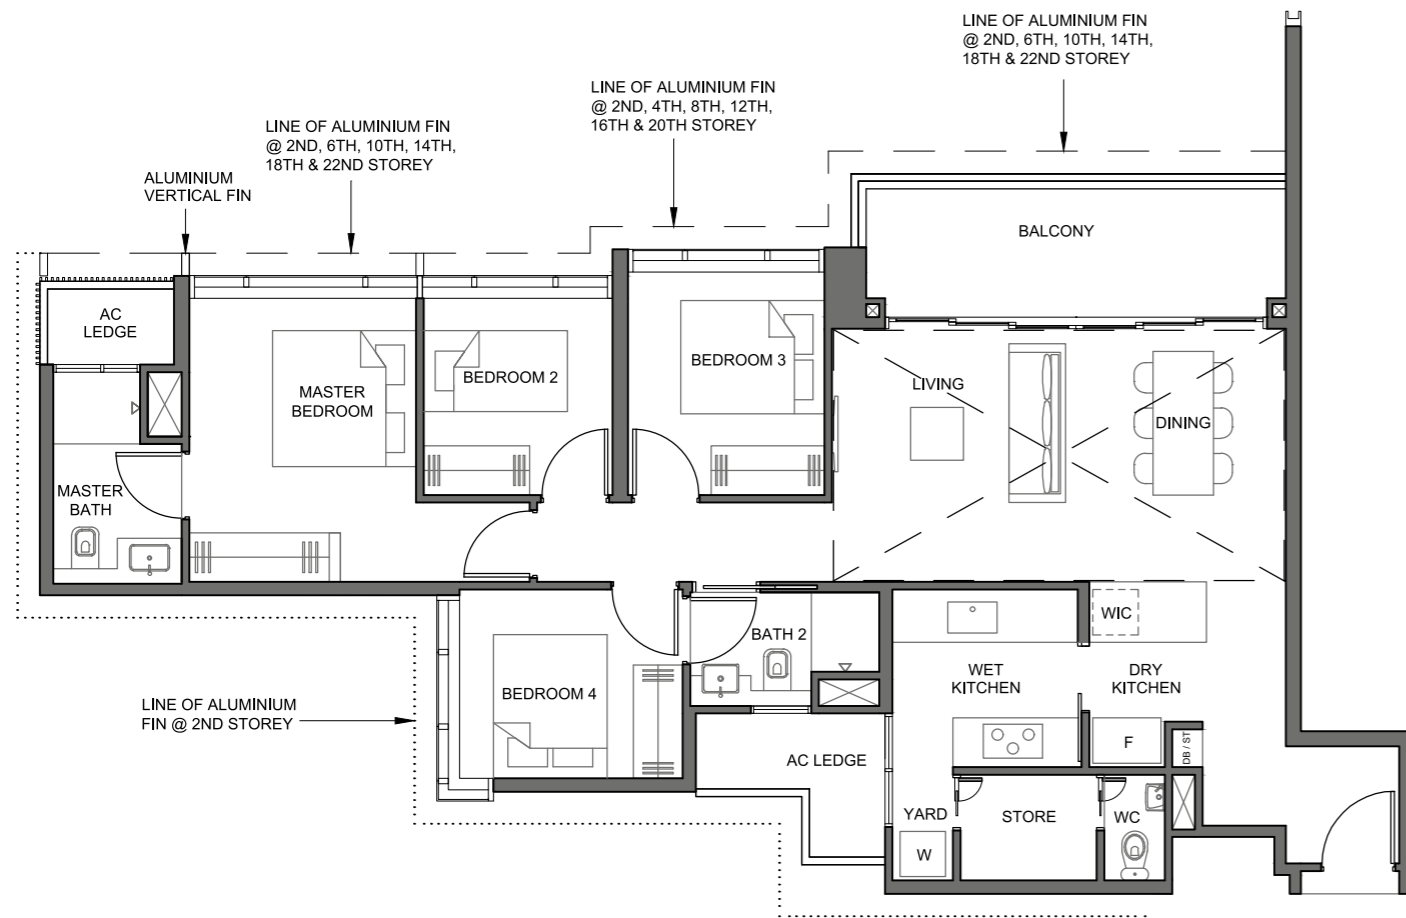 LINE OF ALUMINIUM FIN
@ 2ND, 6TH, 10TH, 14TH,
18TH & 22ND STOREY
LINE OF ALUMINIUM FIN
@ 2ND, 4TH, 8TH, 12TH,
16TH & 20TH STOREY
LINE OF ALUMINIUM FIN
@ 2ND, 6TH, 10TH, 14TH,
18TH & 22ND STOREY
ALUMINIUM
VERTICAL FIN
BALCONY
AC
LEDGE
MASTER
BEDROOM
BEDROOM 2
BEDROOM 3
LIVING
DINING
MASTER
BATH
WIC
BATH 2
WET
KITCHEN
DRY
KITCHEN
BEDROOM 4
LINE OF ALUMINIUM
FIN @ 2ND STOREY
F
DB / ST
AC LEDGE
YARD
STORE
WC
W